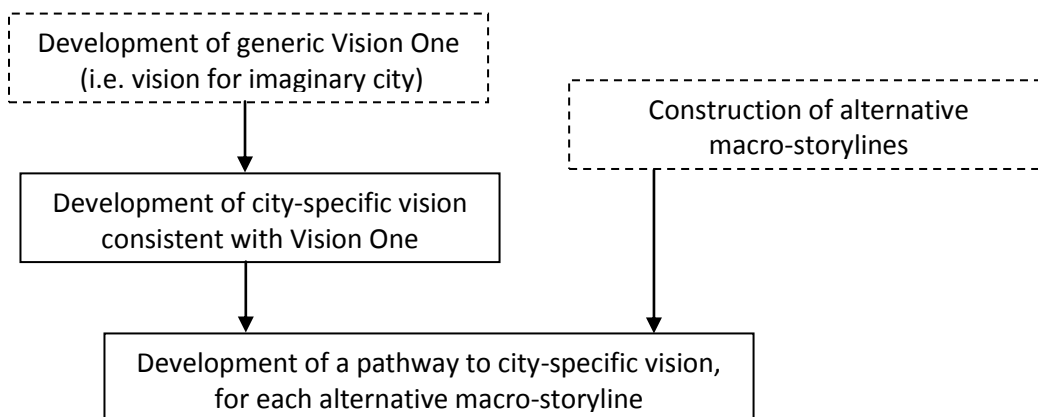 Development of generic Vision One
(i.e. vision for imaginary city)
Construction of alternative
macro-storylines
Development of city-specific vision
consistent with Vision One
Development of a pathway to city-specific vision,
for each alternative macro-storyline